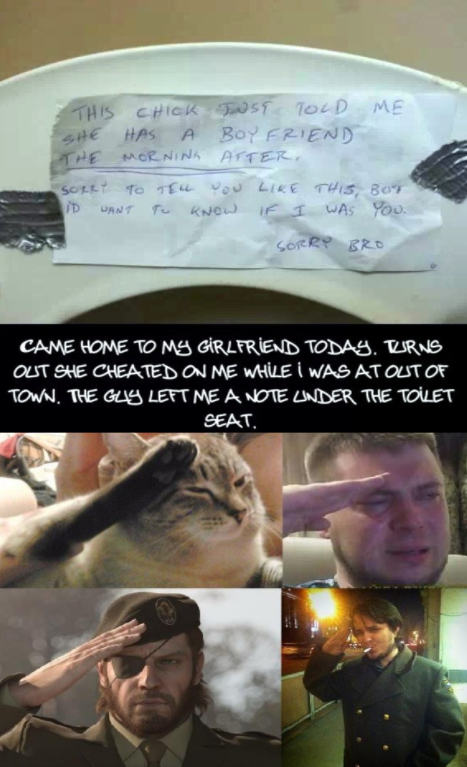 THIS CHICK JUST TOLD ME
SHE HAS A BOYFRIEND
THE MORNING AFTER.
SORRY TO TELL YOU LIKE THIS, BUT
I'D WANT TO KNOW IF I WAS YOU.
SORRY BRO
CAME HOME TO MY GIRLFRIEND TODAY. TURNS
OUT SHE CHEATED ON ME WHILE I WAS AT OUT OF
TOWN. THE GUY LEFT ME A NOTE UNDER THE TOILET
SEAT.